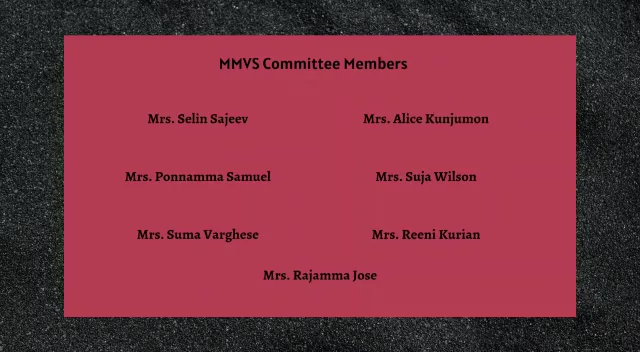 MMVS Committee Members
Mrs. Selin Sajeev
Mrs. Alice Kunjumon
Mrs. Ponnamma Samuel
Mrs. Suja Wilson
Mrs. Suma Varghese
Mrs. Reeni Kurian
Mrs. Rajamma Jose